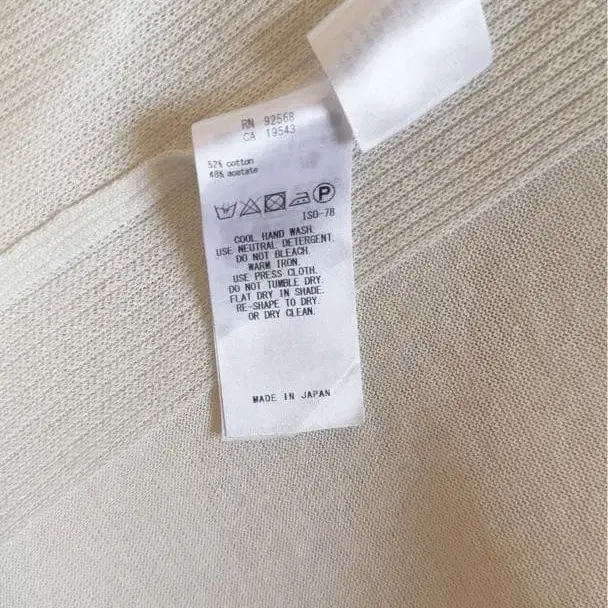 RN 92568
CA 19543
52% cotton
48% acetate
P
ISO-78
COOL HAND WASH.
USE NEUTRAL DETERGENT.
DO NOT BLEACH.
WARM IRON.
USE PRESS CLOTH.
DO NOT TUMBLE DRY.
FLAT DRY IN SHADE.
RE-SHAPE TO DRY.
OR DRY CLEAN.
MADE IN JAPAN